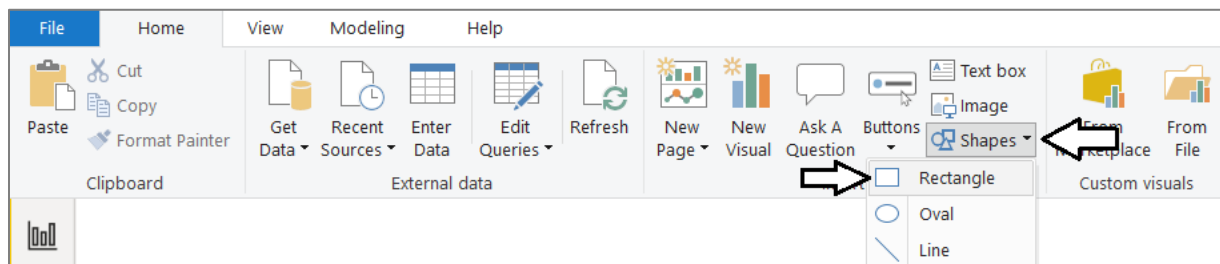 File Home View Modeling Help
Cut
Copy
Format Painter
Paste
Clipboard
Get Data
Recent Sources
Enter Data
Edit Queries
Refresh
External data
New Page
New Visual
Ask A Question
Buttons
Text box
Image
Shapes
Rectangle
Oval
Line
From Marketplace
From File
Custom visuals